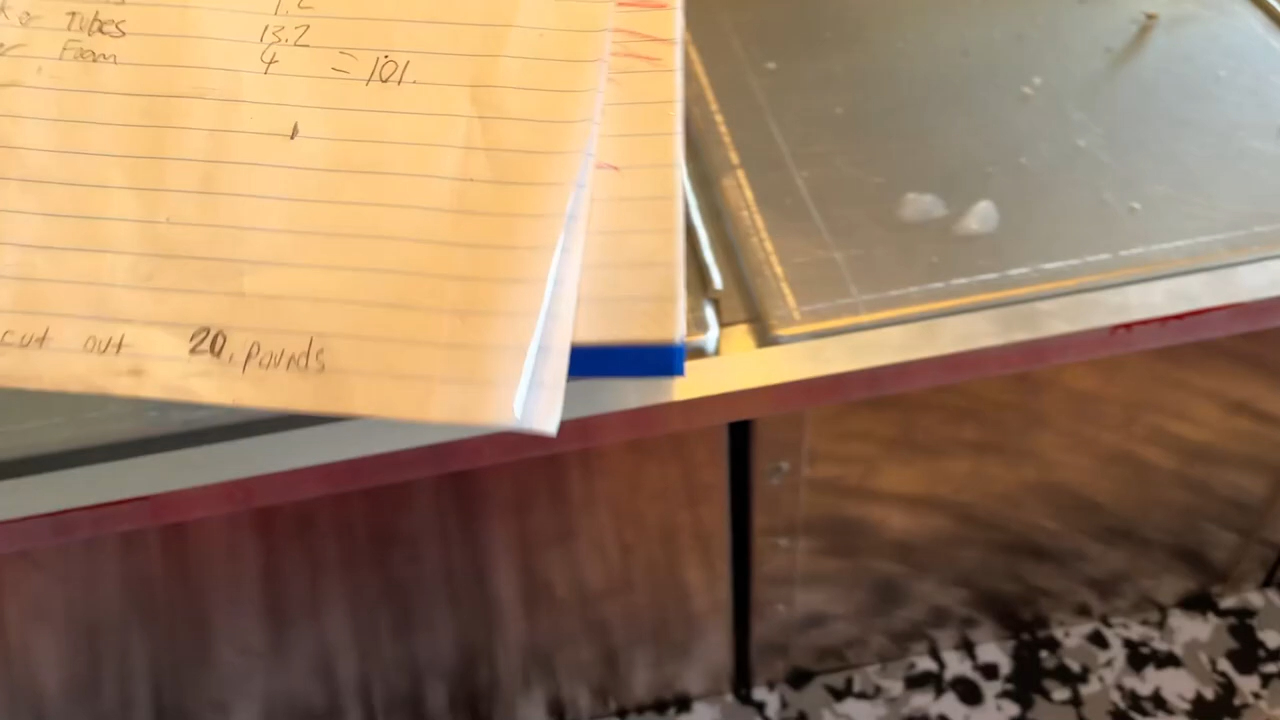 Tubes 13.2
Foam 4 = 101.
cut out 20. pounds